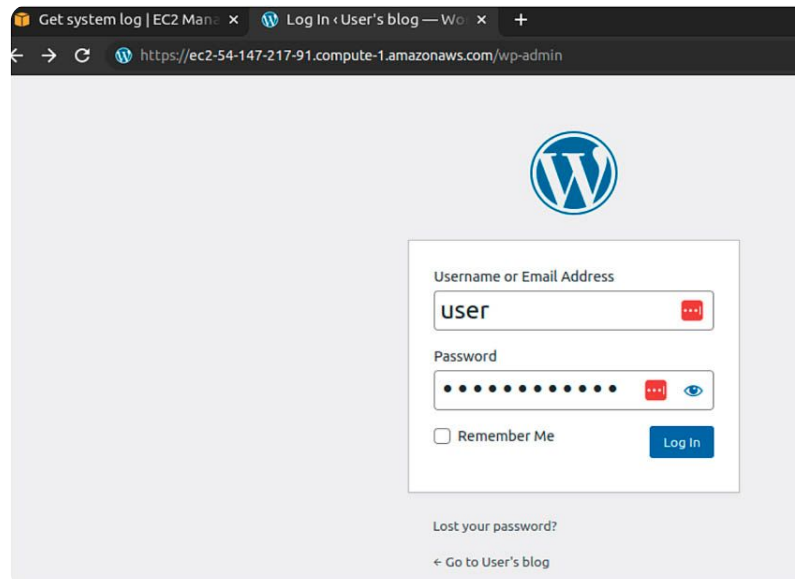 Get system log | EC2 Mana
Log In ‹ User's blog — Wo
https://ec2-54-147-217-91.compute-1.amazonaws.com/wp-admin
Username or Email Address
user
Password
••••••••••••
Remember Me
Log In
Lost your password?
← Go to User's blog